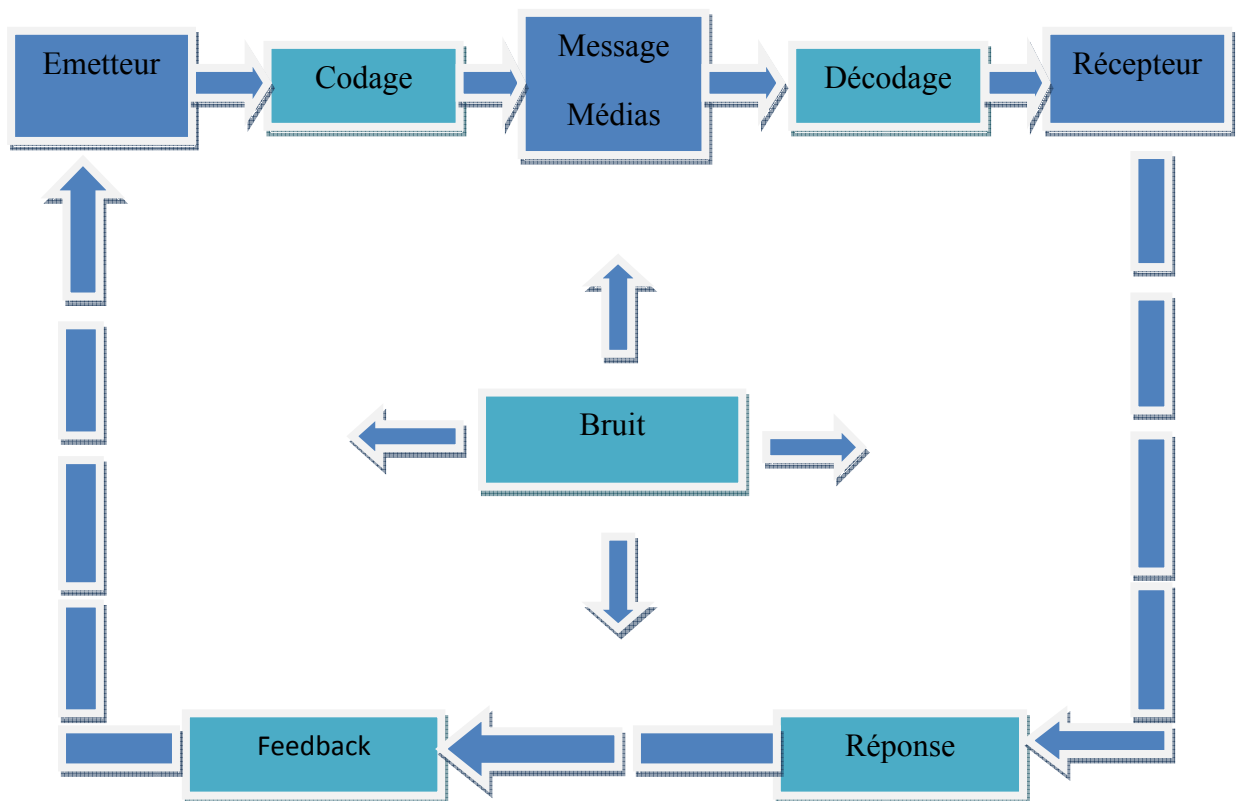 Emetteur
Codage
Message
Médias
Décodage
Récepteur
Bruit
Feedback
Réponse